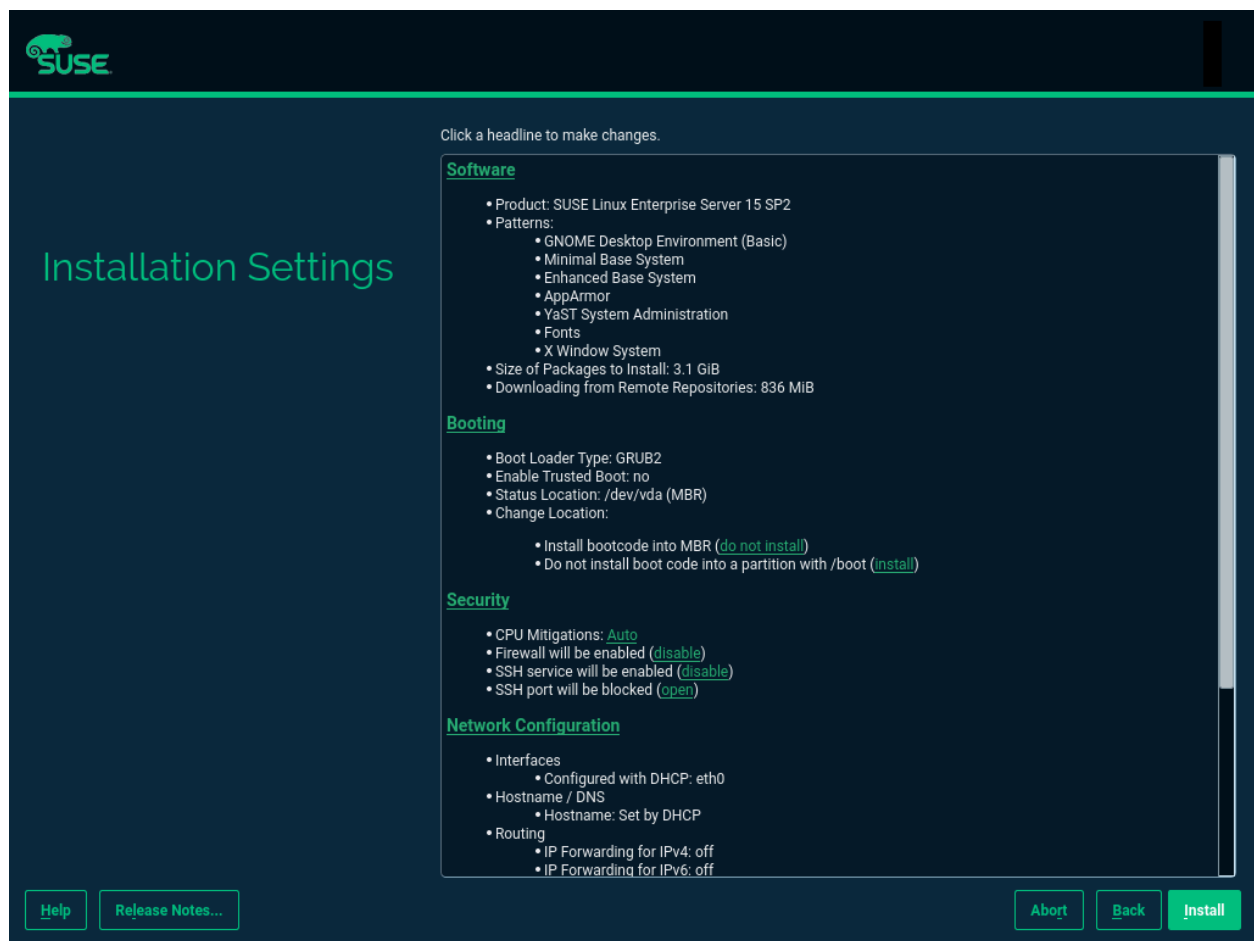 SUSE
Click a headline to make changes.
Software
• Product: SUSE Linux Enterprise Server 15 SP2
• Patterns:
• GNOME Desktop Environment (Basic)
• Minimal Base System
• Enhanced Base System
• AppArmor
• YaST System Administration
• Fonts
• X Window System
• Size of Packages to Install: 3.1 GiB
• Downloading from Remote Repositories: 836 MiB
Installation Settings
Booting
• Boot Loader Type: GRUB2
• Enable Trusted Boot: no
• Status Location: /dev/vda (MBR)
• Change Location:
• Install bootcode into MBR (do not install)
• Do not install boot code into a partition with /boot (install)
Security
• CPU Mitigations: Auto
• Firewall will be enabled (disable)
• SSH service will be enabled (disable)
• SSH port will be blocked (open)
Network Configuration
• Interfaces
• Configured with DHCP: eth0
• Hostname / DNS
• Hostname: Set by DHCP
• Routing
• IP Forwarding for IPv4: off
• IP Forwarding for IPv6: off
Help
Release Notes...
Abort
Back
Install